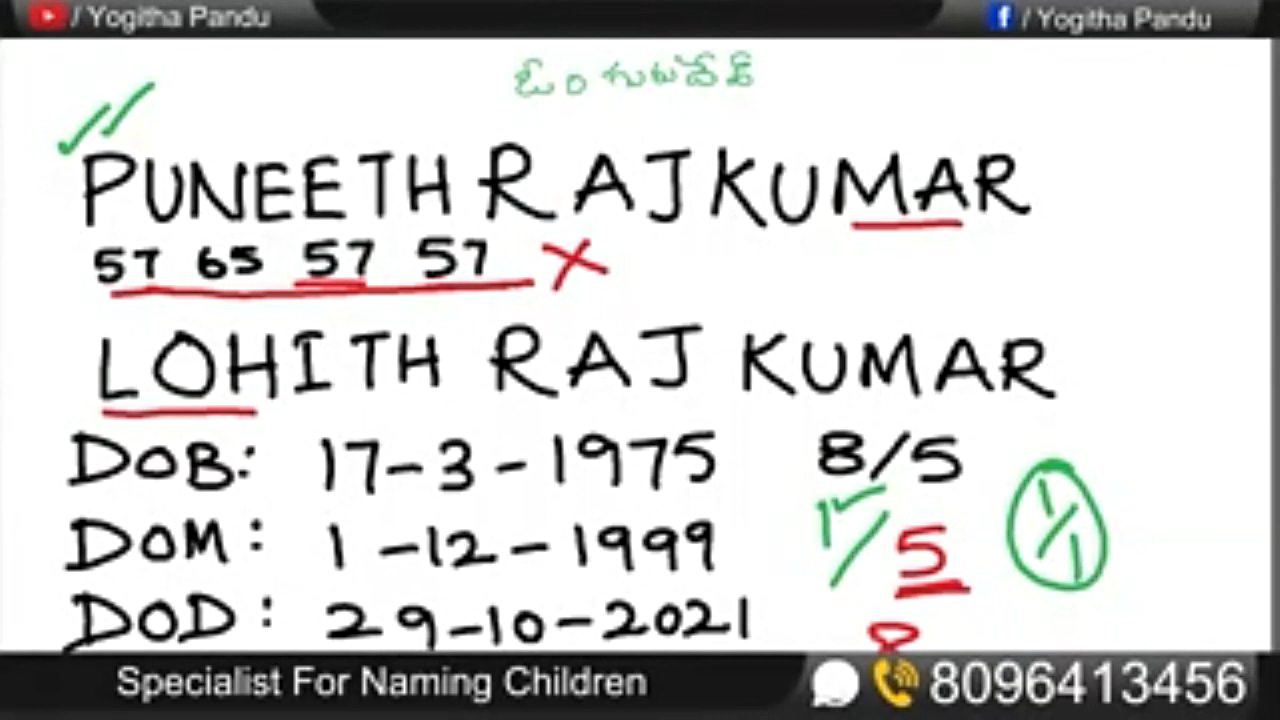 / Yogitha Pandu
/ Yogitha Pandu
ఓం గురుదేవ్
PUNEETH RAJKUMAR
57 65 57 57 ×
LOHITH RAJ KUMAR
DOB: 17-3-1975 8/5
DOM: 1-12-1999 1/5 1/1
DOD: 29-10-2021 8
Specialist For Naming Children
8096413456